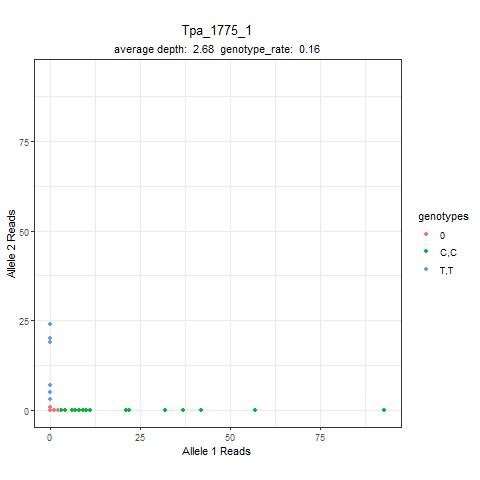 Tpa_1775_1
average depth: 2.68 genotype_rate: 0.16
75
50
25
0
Allele 2 Reads
0 25 50 75
Allele 1 Reads
genotypes
0
C,C
T,T